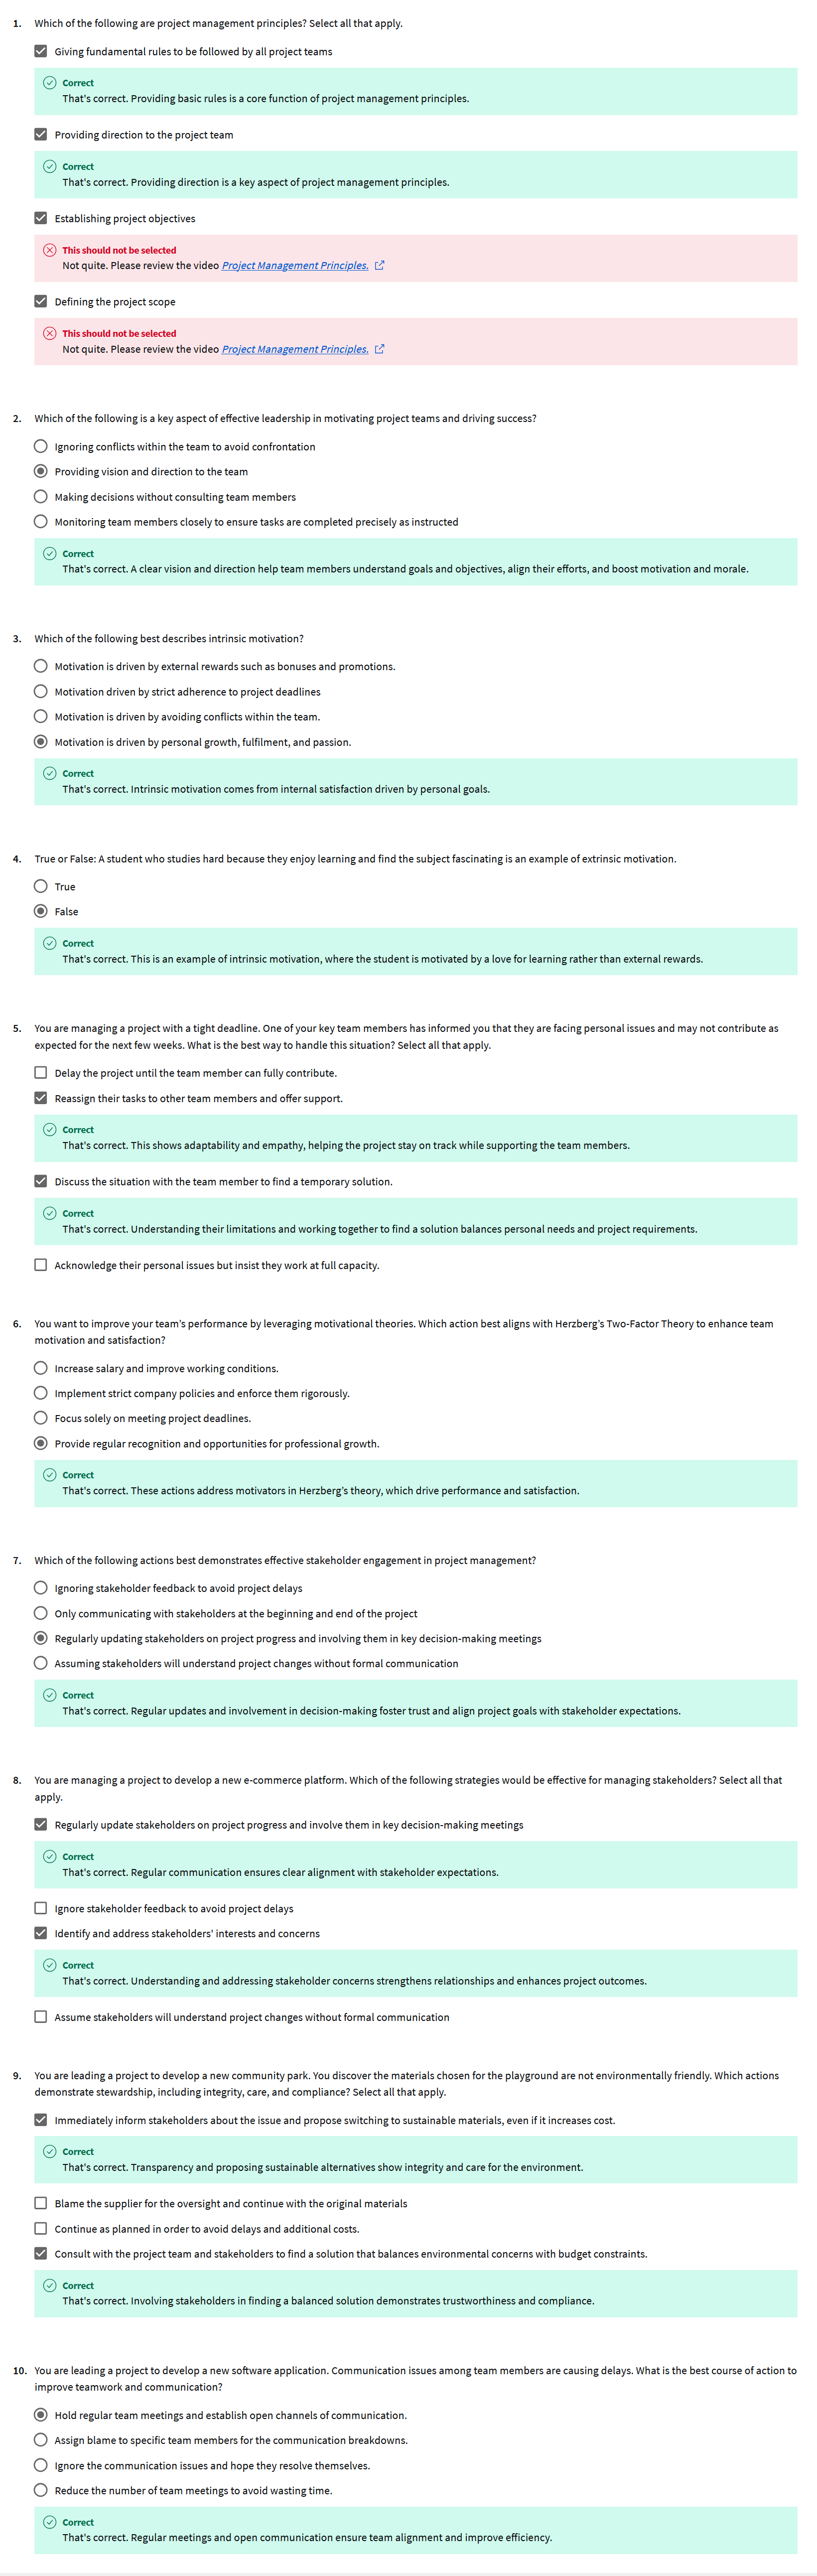 1. Which of the following are project management principles? Select all that apply.
Giving fundamental rules to be followed by all project teams
Correct
That's correct. Providing basic rules is a core function of project management principles.
Providing direction to the project team
Correct
That's correct. Providing direction is a key aspect of project management principles.
Establishing project objectives
This should not be selected
Not quite. Please review the video Project Management Principles.
Defining the project scope
This should not be selected
Not quite. Please review the video Project Management Principles.
2. Which of the following is a key aspect of effective leadership in motivating project teams and driving success?
Ignoring conflicts within the team to avoid confrontation
Providing vision and direction to the team
Making decisions without consulting team members
Monitoring team members closely to ensure tasks are completed precisely as instructed
Correct
That's correct. A clear vision and direction help team members understand goals and objectives, align their efforts, and boost motivation and morale.
3. Which of the following best describes intrinsic motivation?
Motivation is driven by external rewards such as bonuses and promotions.
Motivation driven by strict adherence to project deadlines
Motivation is driven by avoiding conflicts within the team.
Motivation is driven by personal growth, fulfilment, and passion.
Correct
That's correct. Intrinsic motivation comes from internal satisfaction driven by personal goals.
4. True or False: A student who studies hard because they enjoy learning and find the subject fascinating is an example of extrinsic motivation.
True
False
Correct
That's correct. This is an example of intrinsic motivation, where the student is motivated by a love for learning rather than external rewards.
5. You are managing a project with a tight deadline. One of your key team members has informed you that they are facing personal issues and may not contribute as
expected for the next few weeks. What is the best way to handle this situation? Select all that apply.
Delay the project until the team member can fully contribute.
Reassign their tasks to other team members and offer support.
Correct
That's correct. This shows adaptability and empathy, helping the project stay on track while supporting the team members.
Discuss the situation with the team member to find a temporary solution.
Correct
That's correct. Understanding their limitations and working together to find a solution balances personal needs and project requirements.
Acknowledge their personal issues but insist they work at full capacity.
6. You want to improve your team's performance by leveraging motivational theories. Which action best aligns with Herzberg's Two-Factor Theory to enhance team
motivation and satisfaction?
Increase salary and improve working conditions.
Implement strict company policies and enforce them rigorously.
Focus solely on meeting project deadlines.
Provide regular recognition and opportunities for professional growth.
Correct
That's correct. These actions address motivators in Herzberg's theory, which drive performance and satisfaction.
7. Which of the following actions best demonstrates effective stakeholder engagement in project management?
Ignoring stakeholder feedback to avoid project delays
Only communicating with stakeholders at the beginning and end of the project
Regularly updating stakeholders on project progress and involving them in key decision-making meetings
Assuming stakeholders will understand project changes without formal communication
Correct
That's correct. Regular updates and involvement in decision-making foster trust and align project goals with stakeholder expectations.
8. You are managing a project to develop a new e-commerce platform. Which of the following strategies would be effective for managing stakeholders? Select all that
apply.
Regularly update stakeholders on project progress and involve them in key decision-making meetings
Correct
That's correct. Regular communication ensures clear alignment with stakeholder expectations.
Ignore stakeholder feedback to avoid project delays
Identify and address stakeholders' interests and concerns
Correct
That's correct. Understanding and addressing stakeholder concerns strengthens relationships and enhances project outcomes.
Assume stakeholders will understand project changes without formal communication
9. You are leading a project to develop a new community park. You discover the materials chosen for the playground are not environmentally friendly. Which actions
demonstrate stewardship, including integrity, care, and compliance? Select all that apply.
Immediately inform stakeholders about the issue and propose switching to sustainable materials, even if it increases cost.
Correct
That's correct. Transparency and proposing sustainable alternatives show integrity and care for the environment.
Blame the supplier for the oversight and continue with the original materials
Continue as planned in order to avoid delays and additional costs.
Consult with the project team and stakeholders to find a solution that balances environmental concerns with budget constraints.
Correct
That's correct. Involving stakeholders in finding a balanced solution demonstrates trustworthiness and compliance.
10. You are leading a project to develop a new software application. Communication issues among team members are causing delays. What is the best course of action to
improve teamwork and communication?
Hold regular team meetings and establish open channels of communication.
Assign blame to specific team members for the communication breakdowns.
Ignore the communication issues and hope they resolve themselves.
Reduce the number of team meetings to avoid wasting time.
Correct
That's correct. Regular meetings and open communication ensure team alignment and improve efficiency.